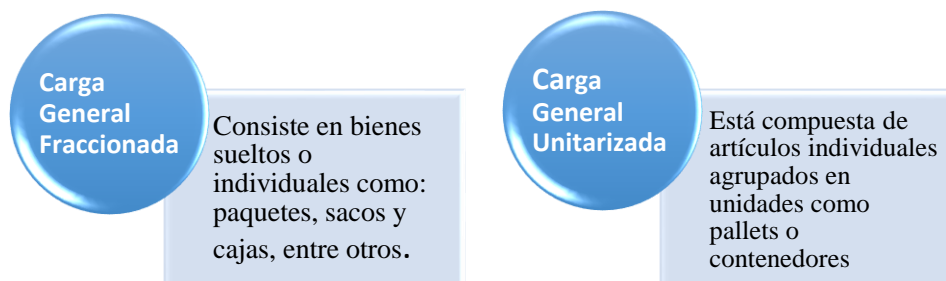 Carga
General
Fraccionada
Consiste en bienes
sueltos o
individuales como:
paquetes, sacos y
cajas, entre otros.
Carga
General
Unitarizada
Está compuesta de
artículos individuales
agrupados en
unidades como
pallets o
contenedores